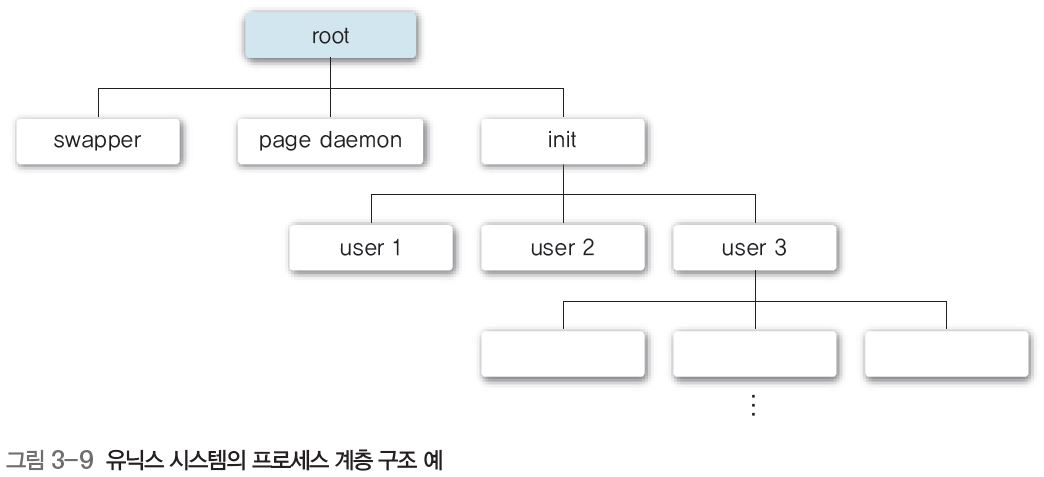 root
swapper
page daemon
init
user 1
user 2
user 3
⋮
그림 3-9 유닉스 시스템의 프로세스 계층 구조 예